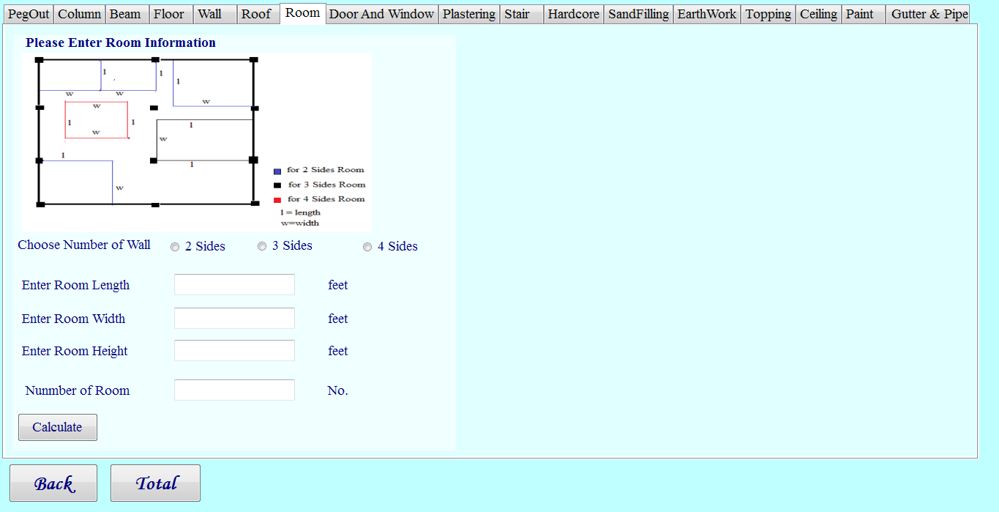 PegOut Column Beam Floor Wall Roof Room Door And Window Plastering Stair Hardcore SandFilling EarthWork Topping Ceiling Paint Gutter & Pipe
Please Enter Room Information
l l l
w w w
w
l l l
w w
l l
w
for 2 Sides Room
for 3 Sides Room
for 4 Sides Room
l = length
w=width
Choose Number of Wall 2 Sides 3 Sides 4 Sides
Enter Room Length feet
Enter Room Width feet
Enter Room Height feet
Nunmber of Room No.
Calculate
Back Total